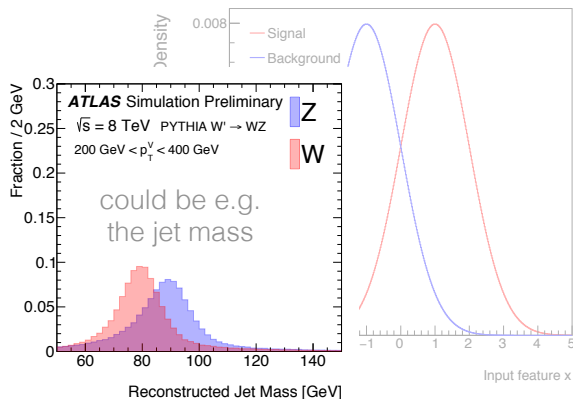 0.008
Density
Signal
Background
−1 0 1 2 3 4 5
Input feature x
Fraction / 2 GeV
0.3
0.25
0.2
0.15
0.1
0.05
0
ATLAS Simulation Preliminary
√s = 8 TeV PYTHIA W' → WZ
200 GeV < p_T^V < 400 GeV
Z
W
could be e.g.
the jet mass
60 80 100 120 140
Reconstructed Jet Mass [GeV]